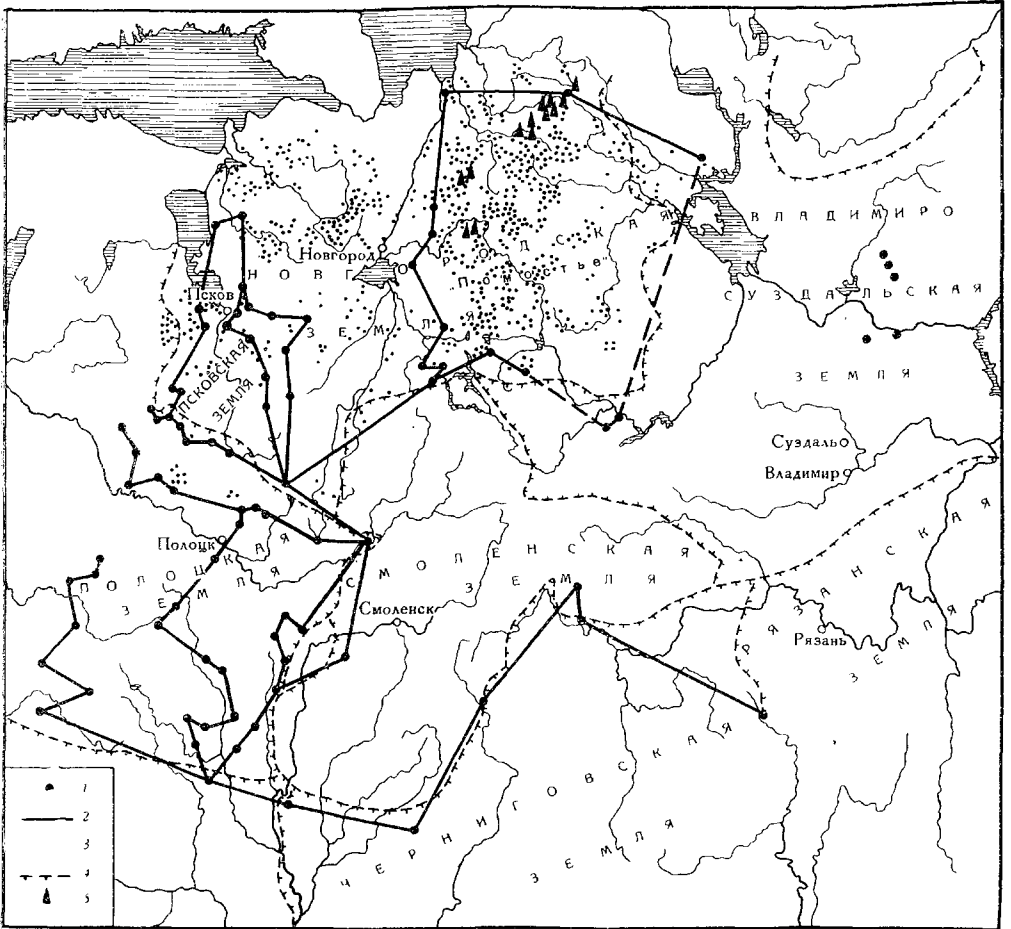 ВЛАДИМИРО
СУЗДАЛЬСКАЯ
ЗЕМЛЯ
Новгород
НОВГОРОДСКАЯ
ЗЕМЛЯ
"Помостье"
Псков
ПСКОВСКАЯ
ЗЕМЛЯ
Суздаль
Владимир
Полоцк
ПОЛОЦКАЯ
ЗЕМЛЯ
СМОЛЕНСКАЯ
ЗЕМЛЯ
Смоленск
РЯЗАНСКАЯ
ЗЕМЛЯ
Рязань
ЧЕРНИГОВСКАЯ
ЗЕМЛЯ
1
2
3
4
5